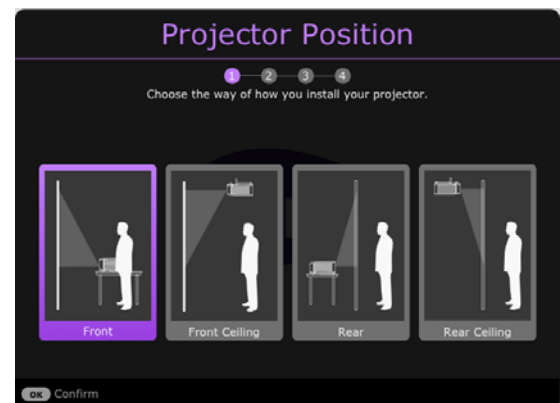 Projector Position
1 2 3 4
Choose the way of how you install your projector.
Front
Front Ceiling
Rear
Rear Ceiling
OK Confirm